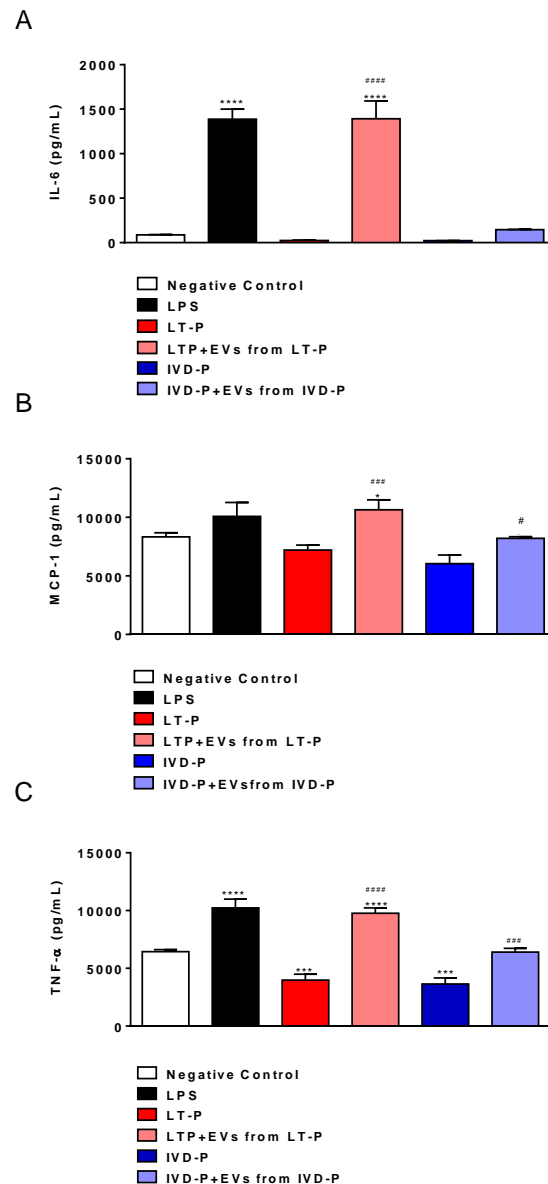 A
2000
1500
1000
500
0
IL-6 (pg/mL)
****
####
****
Negative Control
LPS
LT-P
LTP+EVs from LT-P
IVD-P
IVD-P+EVs from IVD-P
B
15000
10000
5000
0
MCP-1 (pg/mL)
###
*
#
Negative Control
LPS
LT-P
LTP+EVs from LT-P
IVD-P
IVD-P+EVsfrom IVD-P
C
15000
10000
5000
0
TNF-α (pg/mL)
****
***
####
****
***
###
Negative Control
LPS
LT-P
LTP+EVs from LT-P
IVD-P
IVD-P+EVs from IVD-P